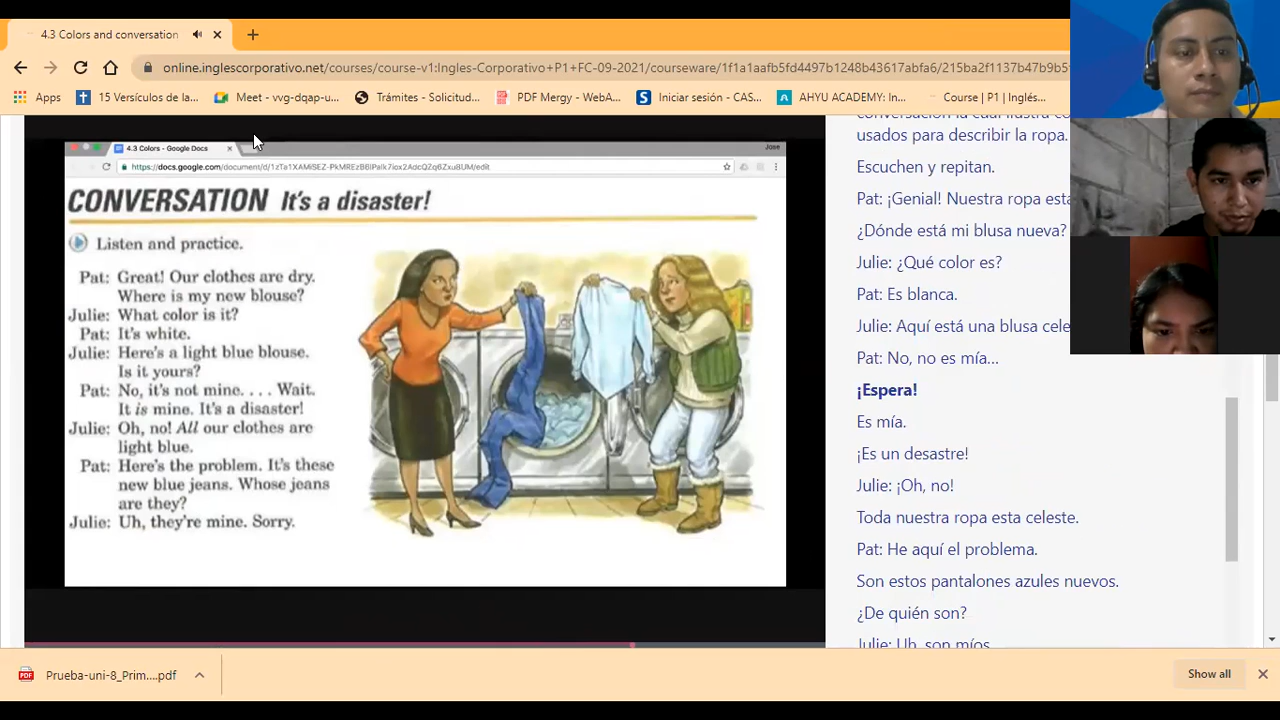 4.3 Colors and conversation
online.inglescorporativo.net/courses/course-v1:Ingles-Corporativo+P1+FC-09-2021/courseware/1f1a1aafb5fd4497b1248b43617abfa6/215ba2f1137b47b9b5
Apps
15 Versículos de la...
Meet - vvg-dqap-u...
Trámites - Solicitud...
PDF Mergy - WebA...
Iniciar sesión - CAS...
AHYU ACADEMY: In...
Course | P1 | Inglés...
4.3 Colors - Google Docs
Jose
CONVERSATION It's a disaster!
Listen and practice.
Pat: Great! Our clothes are dry.
Where is my new blouse?
Julie: What color is it?
Pat: It's white.
Julie: Here's a light blue blouse.
Is it yours?
Pat: No, it's not mine. . . . Wait.
It is mine. It's a disaster!
Julie: Oh, no! All our clothes are
light blue.
Pat: Here's the problem. It's these
new blue jeans. Whose jeans
are they?
Julie: Uh, they're mine. Sorry.
conversación la cual ilustra
usados para describir la ropa.
Escuchen y repitan.
Pat: ¡Genial! Nuestra ropa esta
¿Dónde está mi blusa nueva?
Julie: ¿Qué color es?
Pat: Es blanca.
Julie: Aquí está una blusa cele
Pat: No, no es mía...
¡Espera!
Es mía.
¡Es un desastre!
Julie: ¡Oh, no!
Toda nuestra ropa esta celeste.
Pat: He aquí el problema.
Son estos pantalones azules nuevos.
¿De quién son?
Julie: Uh, son míos.
Prueba-uni-8_Prim....pdf
Show all